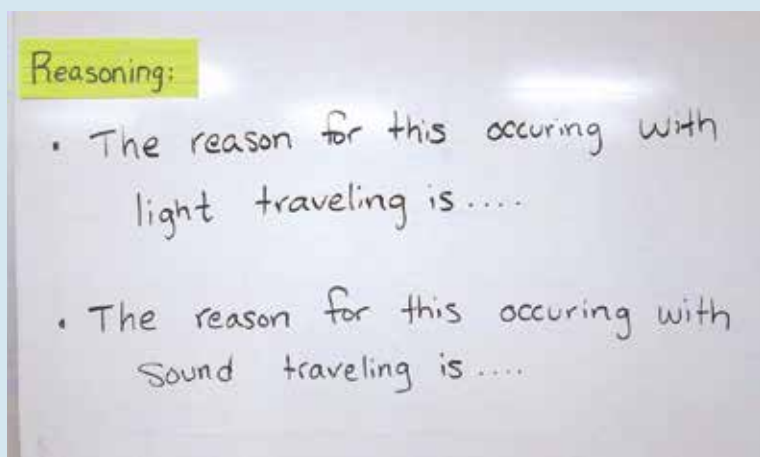 Reasoning:
• The reason for this occuring with
light traveling is ....
• The reason for this occuring with
Sound traveling is ....